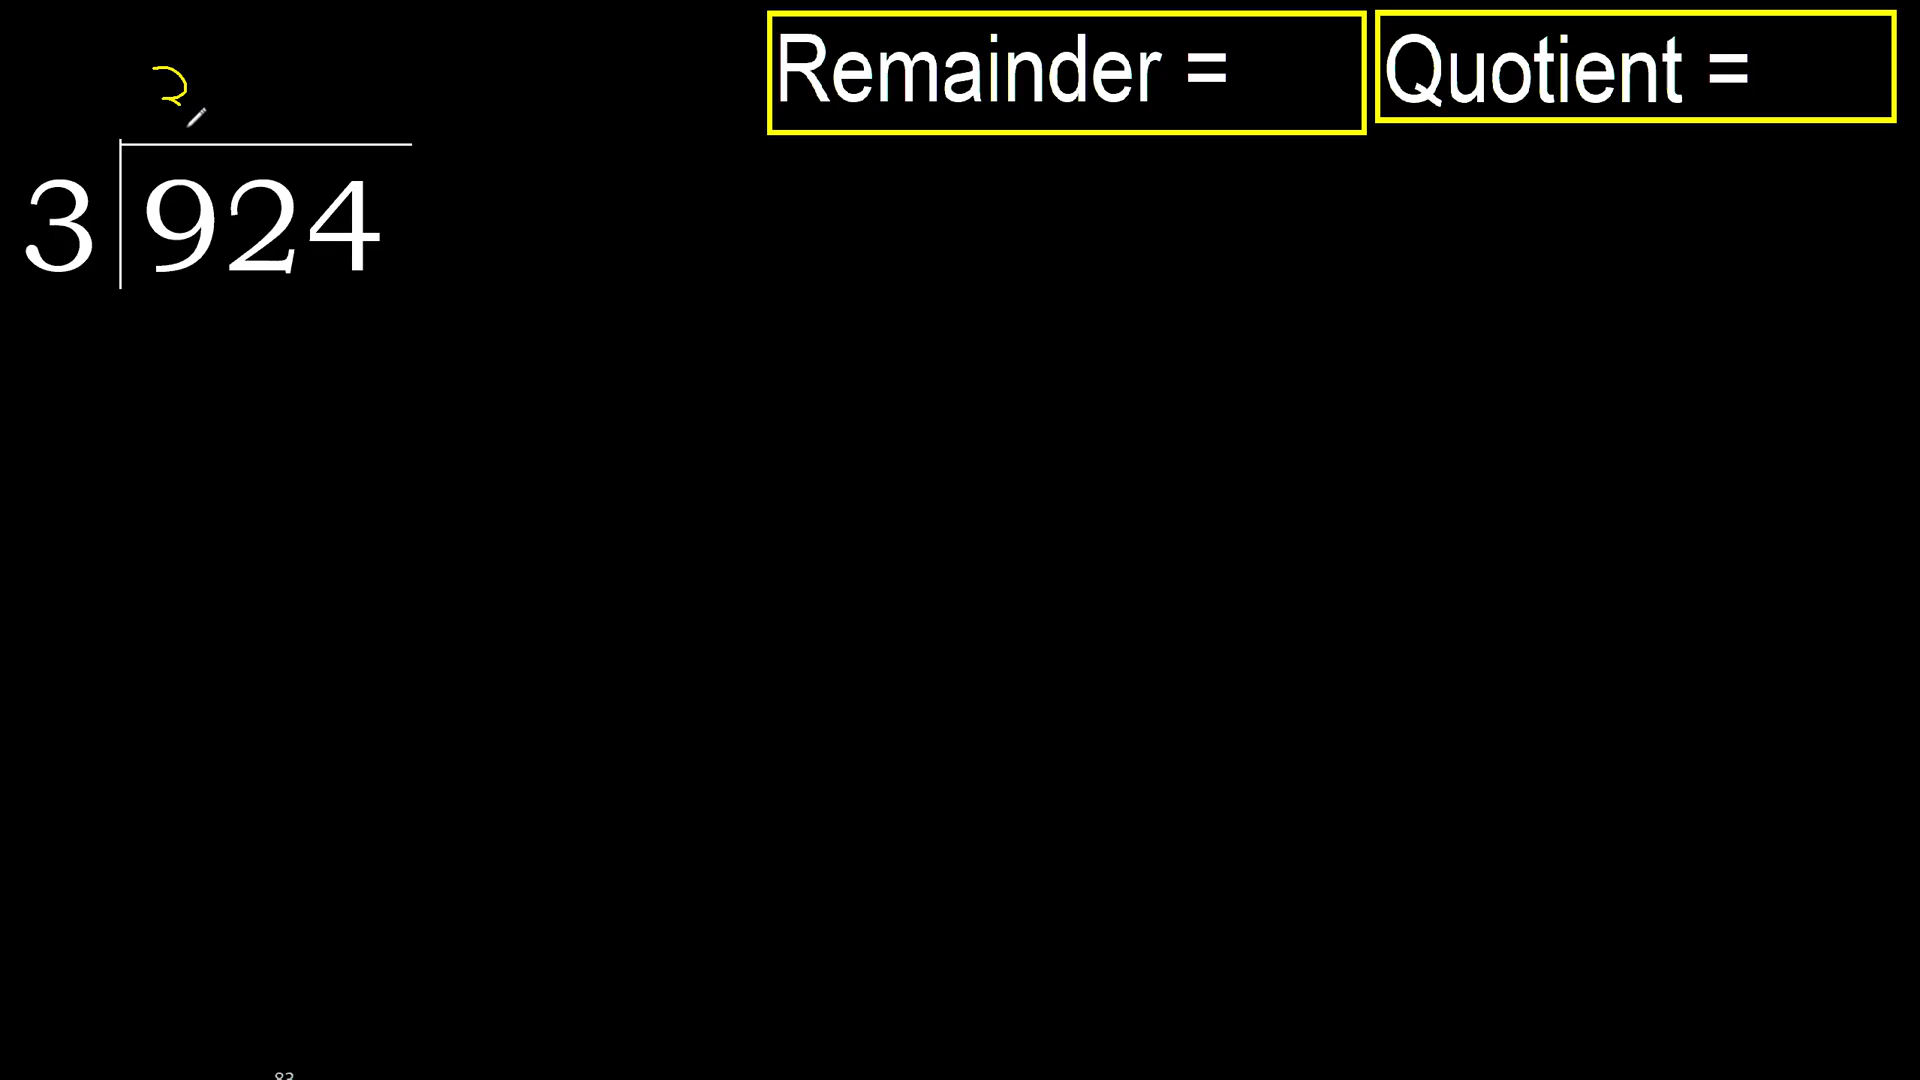 Remainder = Quotient =
3 924